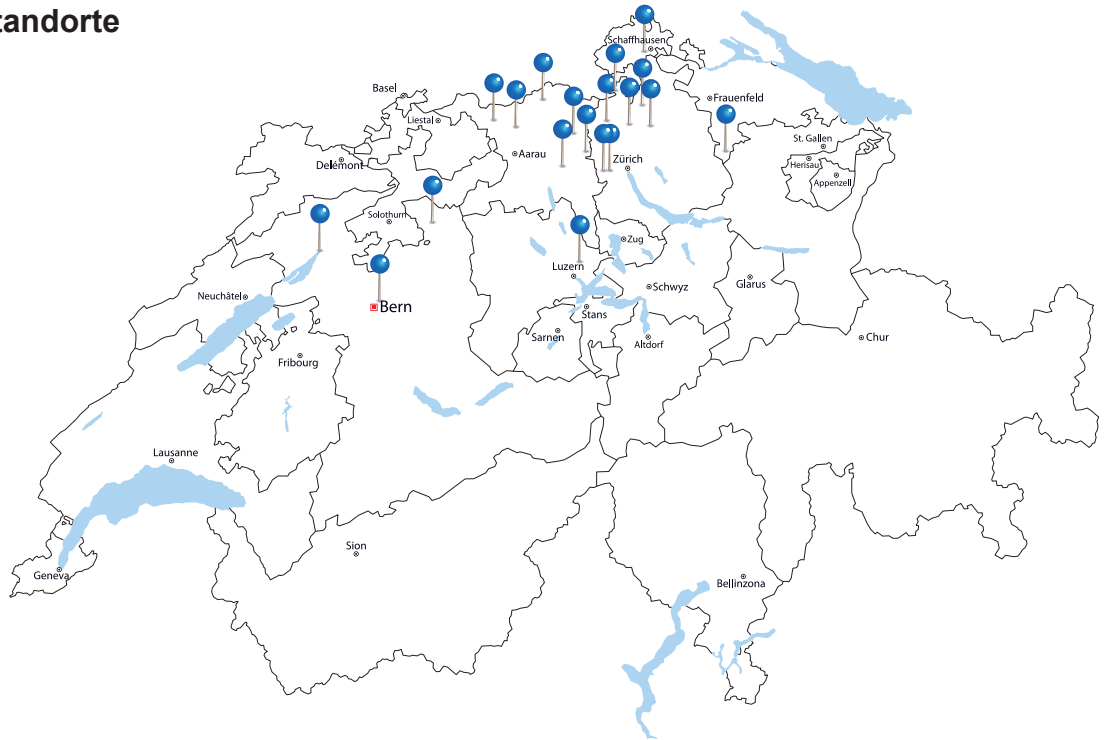 tandorte
Schaffhausen
Basel
Frauenfeld
Liestal
St. Gallen
Aarau
Herisau
Delémont
Zürich
Appenzell
Solothurn
Zug
Luzern
Glarus
Schwyz
Neuchâtel
Bern
Stans
Sarnen
Altdorf
Chur
Fribourg
Lausanne
Sion
Geneva
Bellinzona